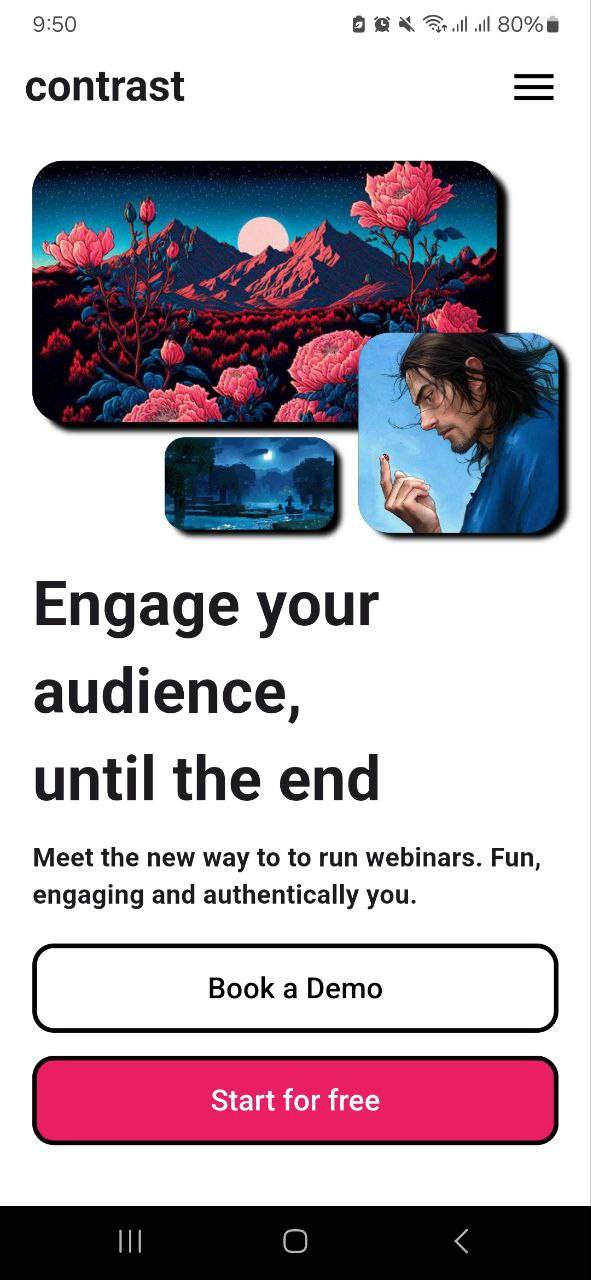 9:50
80%
contrast
Engage your
audience,
until the end
Meet the new way to to run webinars. Fun,
engaging and authentically you.
Book a Demo
Start for free